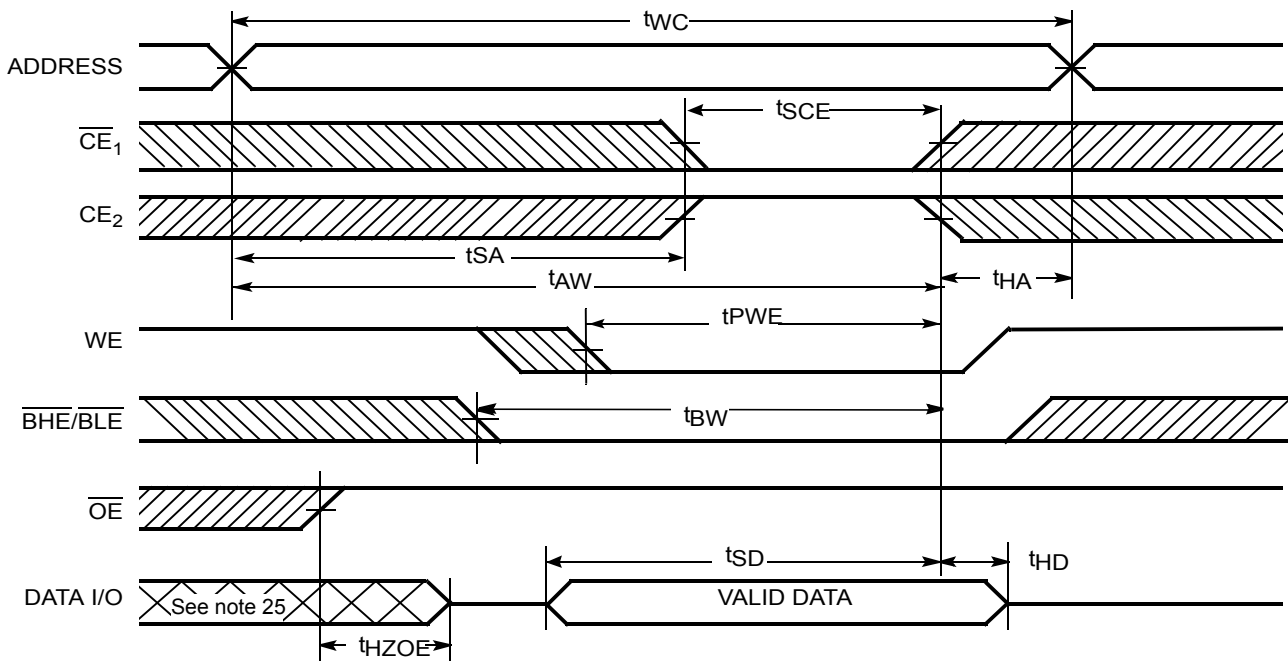 tWC
ADDRESS
tSCE
CE1
CE2
tSA
tAW
tHA
tPWE
WE
BHE/BLE
tBW
OE
tSD
tHD
DATA I/O
See note 25
VALID DATA
tHZOE